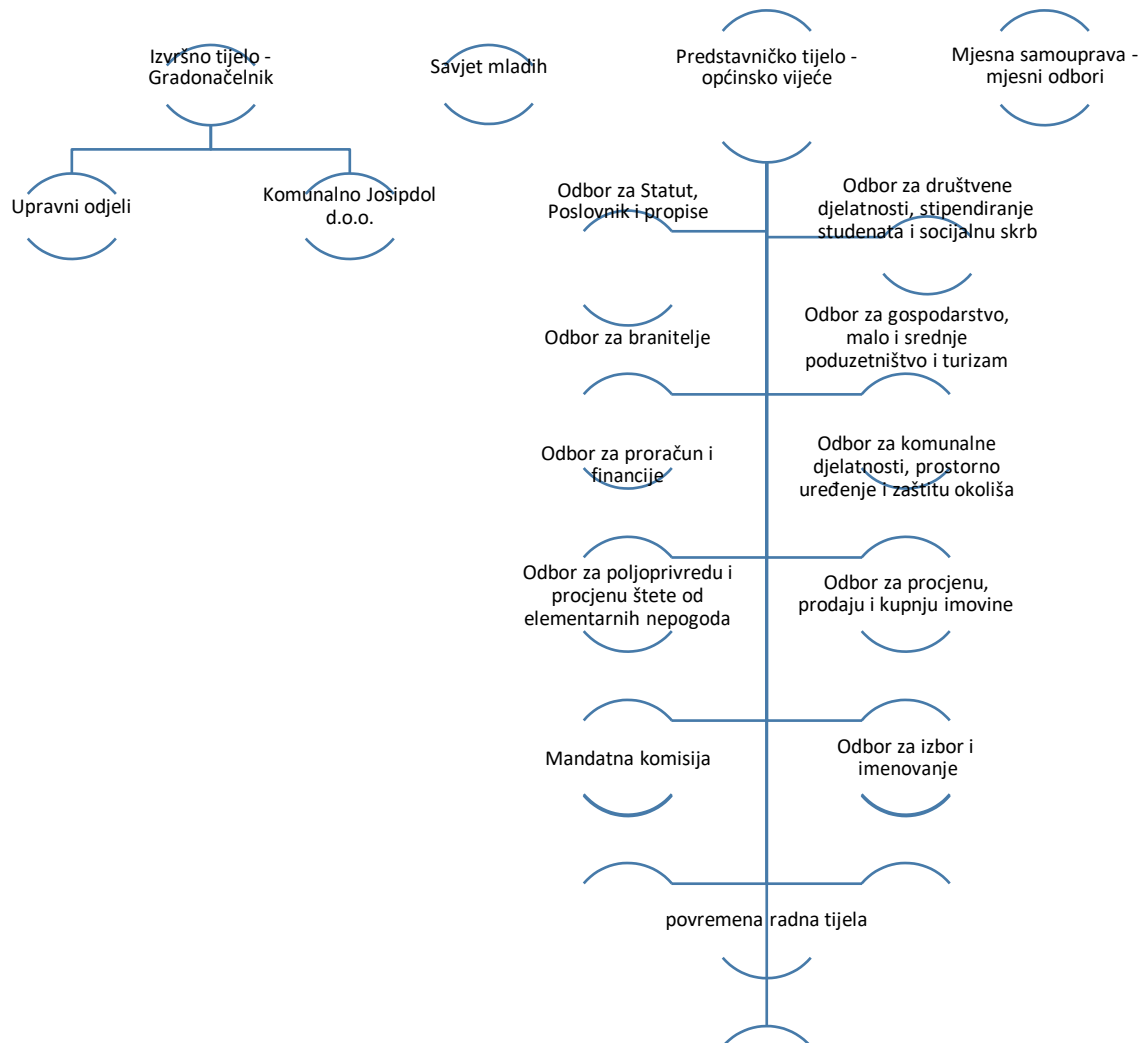 Izvršno tijelo -
Gradonačelnik
Savjet mladih
Predstavničko tijelo -
općinsko vijeće
Mjesna samouprava -
mjesni odbori
Upravni odjeli
Komunalno Josipdol
d.o.o.
Odbor za Statut,
Poslovnik i propise
Odbor za društvene
djelatnosti, stipendiranje
studenata i socijalnu skrb
Odbor za branitelje
Odbor za gospodarstvo,
malo i srednje
poduzetništvo i turizam
Odbor za proračun i
financije
Odbor za komunalne
djelatnosti, prostorno
uređenje i zaštitu okoliša
Odbor za poljoprivredu i
procjenu štete od
elementarnih nepogoda
Odbor za procjenu,
prodaju i kupnju imovine
Mandatna komisija
Odbor za izbor i
imenovanje
povremena radna tijela